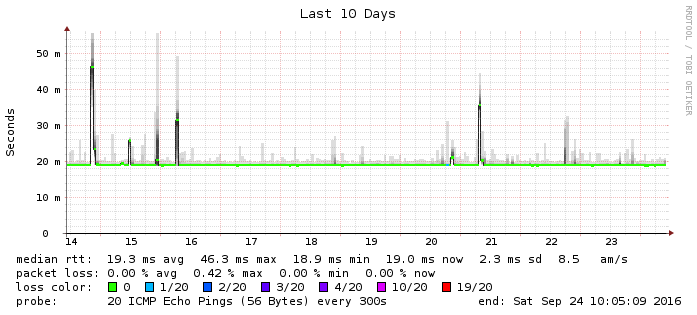 Last 10 Days
RRDTOOL / TOBI OETIKER
Seconds
50 m
40 m
30 m
20 m
10 m
0
14 15 16 17 18 19 20 21 22 23
median rtt: 19.3 ms avg 46.3 ms max 18.9 ms min 19.0 ms now 2.3 ms sd 8.5 am/s
packet loss: 0.00 % avg 0.42 % max 0.00 % min 0.00 % now
loss color: 0 1/20 2/20 3/20 4/20 10/20 19/20
probe: 20 ICMP Echo Pings (56 Bytes) every 300s end: Sat Sep 24 10:05:09 2016